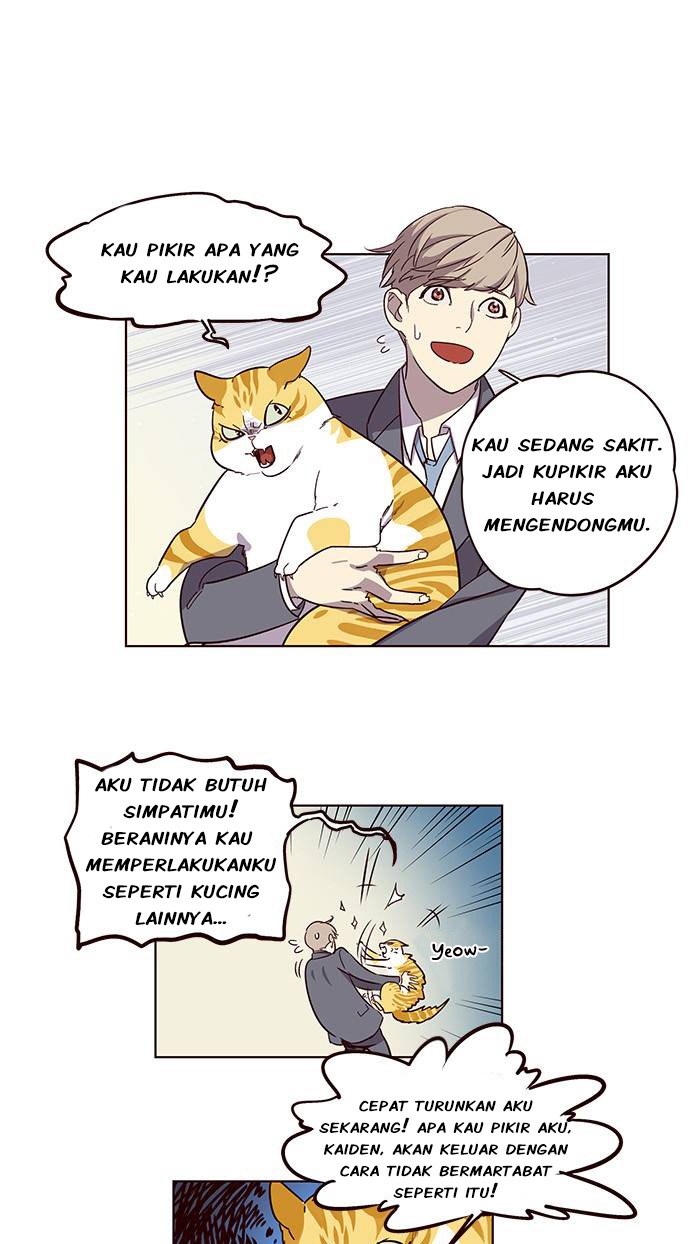 KAU PIKIR APA YANG
KAU LAKUKAN!?
KAU SEDANG SAKIT.
JADI KUPIKIR AKU
HARUS
MENGENDONGMU.
AKU TIDAK BUTUH
SIMPATIMU!
BERANINYA KAU
MEMPERLAKUKANKU
SEPERTI KUCING
LAINNYA...
Yeow~
CEPAT TURUNKAN AKU
SEKARANG! APA KAU PIKIR AKU,
KAIDEN, AKAN KELUAR DENGAN
CARA TIDAK BERMARTABAT
SEPERTI ITU!